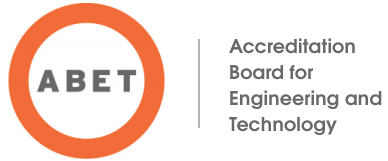 ABET
Accreditation
Board for
Engineering and
Technology